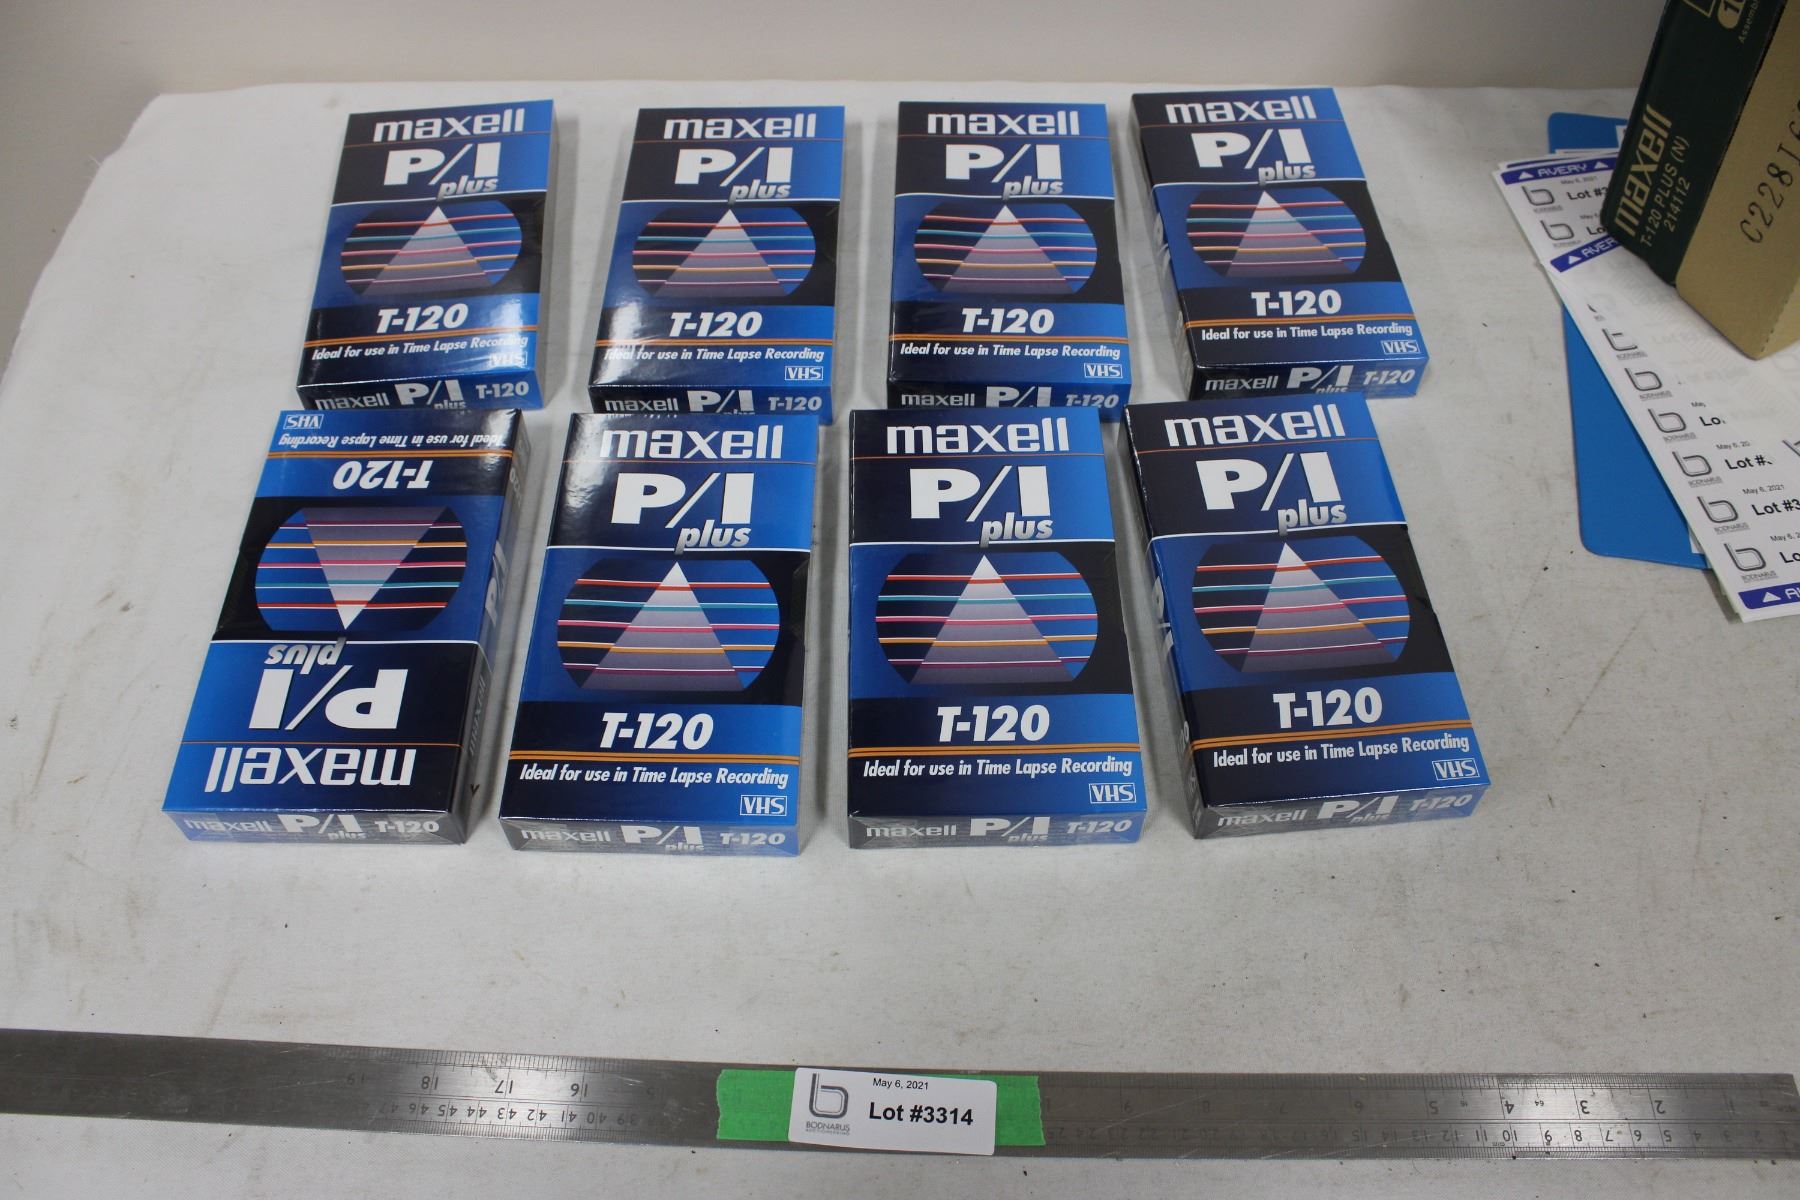 maxell
P/I
plus
T-120
Ideal for use in Time Lapse Recording
VHS
maxell P/I plus T-120
maxell
P/I
plus
T-120
Ideal for use in Time Lapse Recording
VHS
maxell P/I plus T-120
maxell
P/I
plus
T-120
Ideal for use in Time Lapse Recording
VHS
maxell P/I T-120
maxell
P/I
plus
T-120
Ideal for use in Time Lapse Recording
VHS
maxell P/I plus T-120
maxell
P/I
plus
T-120
Ideal for use in Time Lapse Recording
VHS
maxell P/I plus T-120
maxell
P/I
plus
T-120
Ideal for use in Time Lapse Recording
VHS
maxell P/I plus T-120
maxell
P/I
plus
T-120
Ideal for use in Time Lapse Recording
VHS
maxell P/I plus T-120
maxell
P/I
plus
T-120
Ideal for use in Time Lapse Recording
VHS
maxell P/I plus T-120
maxell
T-120 PLUS (N)
214112
AVERY
May 6, 2021
BODNARUS
Lot #3314